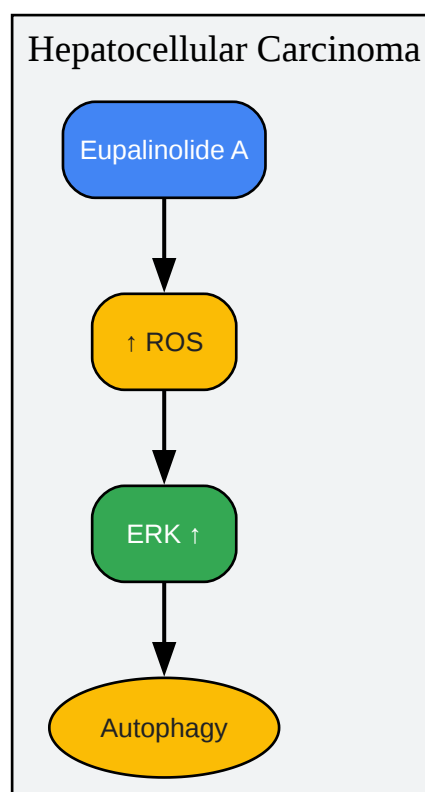 Hepatocellular Carcinoma
Eupalinolide A
↑ ROS
ERK ↑
Autophagy